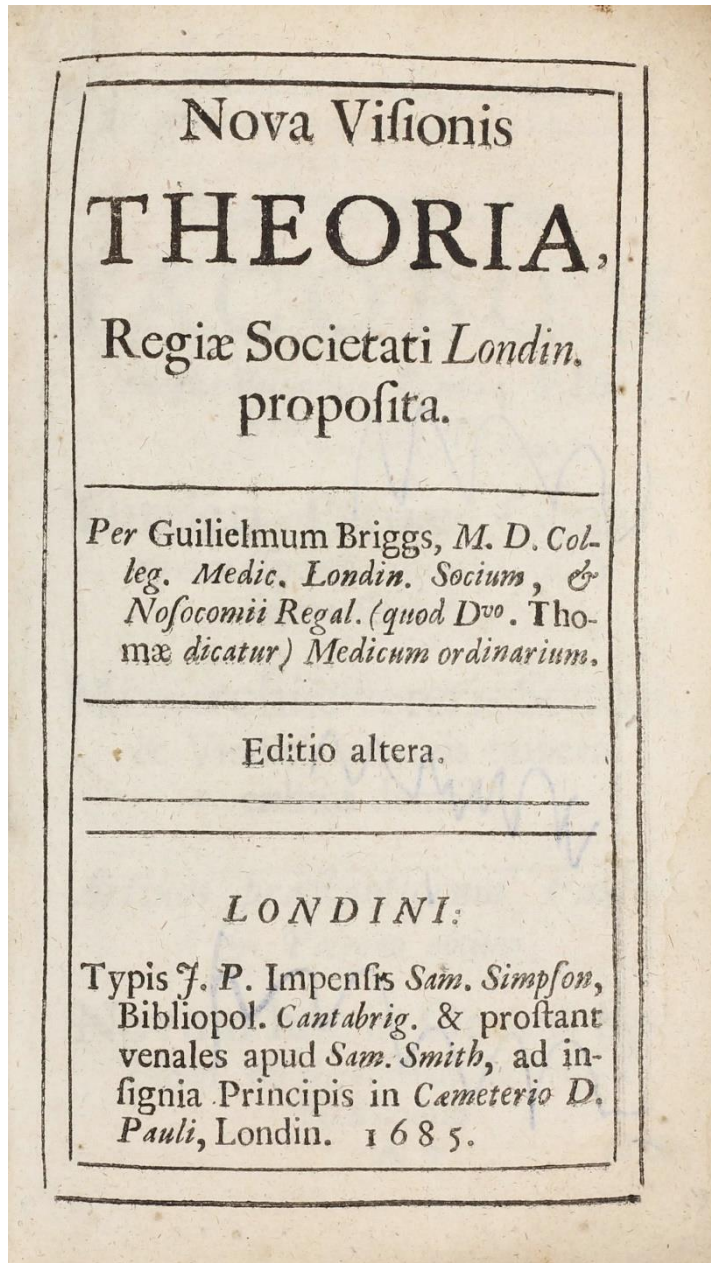 Nova Viſionis
THEORIA,
Regiæ Societati Londin.
propoſita.
Per Guilielmum Briggs, M. D. Col-
leg. Medic. Londin. Socium, &
Noſocomii Regal. (quod Dvo. Tho-
mæ dicatur) Medicum ordinarium.
Editio altera.
LONDINI:
Typis J. P. Impenſis Sam. Simpſon,
Bibliopol. Cantabrig. & proſtant
venales apud Sam. Smith, ad in-
ſignia Principis in Cæmeterio D.
Pauli, Londin. 1685.